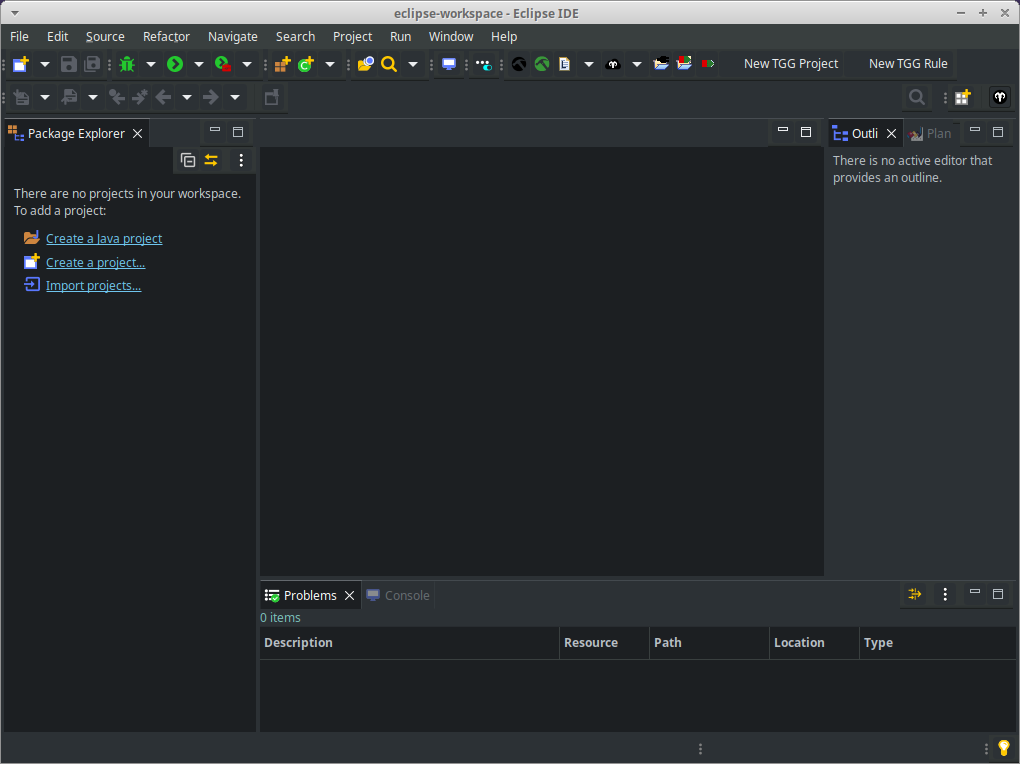 eclipse-workspace - Eclipse IDE
File Edit Source Refactor Navigate Search Project Run Window Help
New TGG Project New TGG Rule
Package Explorer
There are no projects in your workspace.
To add a project:
Create a Java project
Create a project...
Import projects...
Outli Plan
There is no active editor that
provides an outline.
Problems Console
0 items
Description Resource Path Location Type